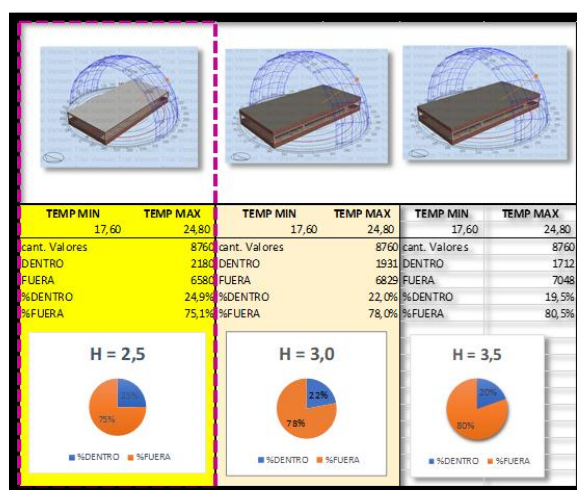 TEMP MIN TEMP MAX
17,60 24,80
cant. Valores 8760
DENTRO 2180
FUERA 6580
%DENTRO 24,9%
%FUERA 75,1%
H = 2,5
25%
75%
%DENTRO %FUERA
TEMP MIN TEMP MAX
17,60 24,80
cant. Valores 8760
DENTRO 1931
FUERA 6829
%DENTRO 22,0%
%FUERA 78,0%
H = 3,0
22%
78%
%DENTRO %FUERA
TEMP MIN TEMP MAX
17,60 24,80
cant. Valores 8760
DENTRO 1712
FUERA 7048
%DENTRO 19,5%
%FUERA 80,5%
H = 3,5
20%
80%
%DENTRO %FUERA